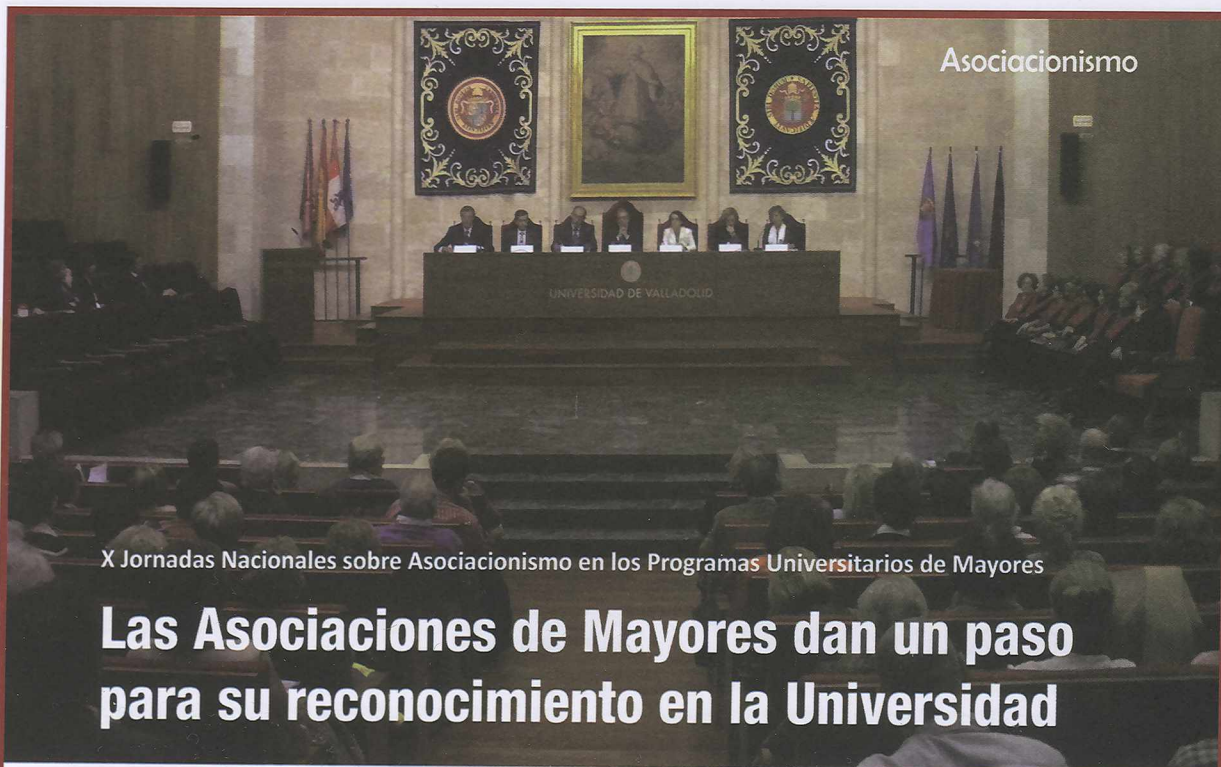 Asociacionismo
UNIVERSIDAD DE VALLADOLID
X Jornadas Nacionales sobre Asociacionismo en los Programas Universitarios de Mayores
Las Asociaciones de Mayores dan un paso
para su reconocimiento en la Universidad